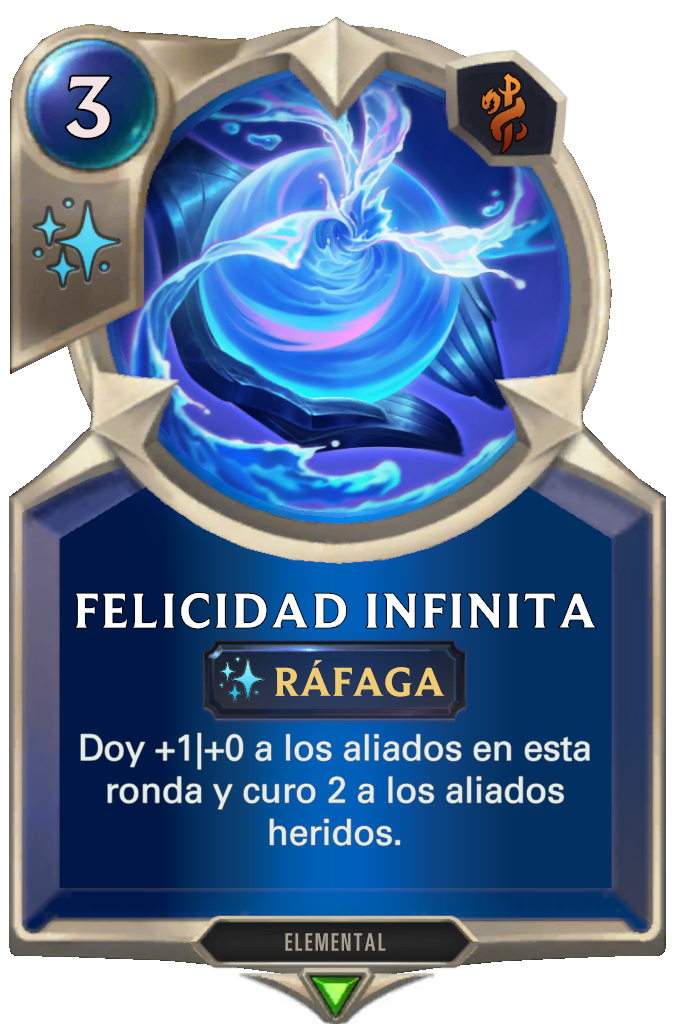 3
FELICIDAD INFINITA
RÁFAGA
Doy +1|+0 a los aliados en esta
ronda y curo 2 a los aliados
heridos.
ELEMENTAL